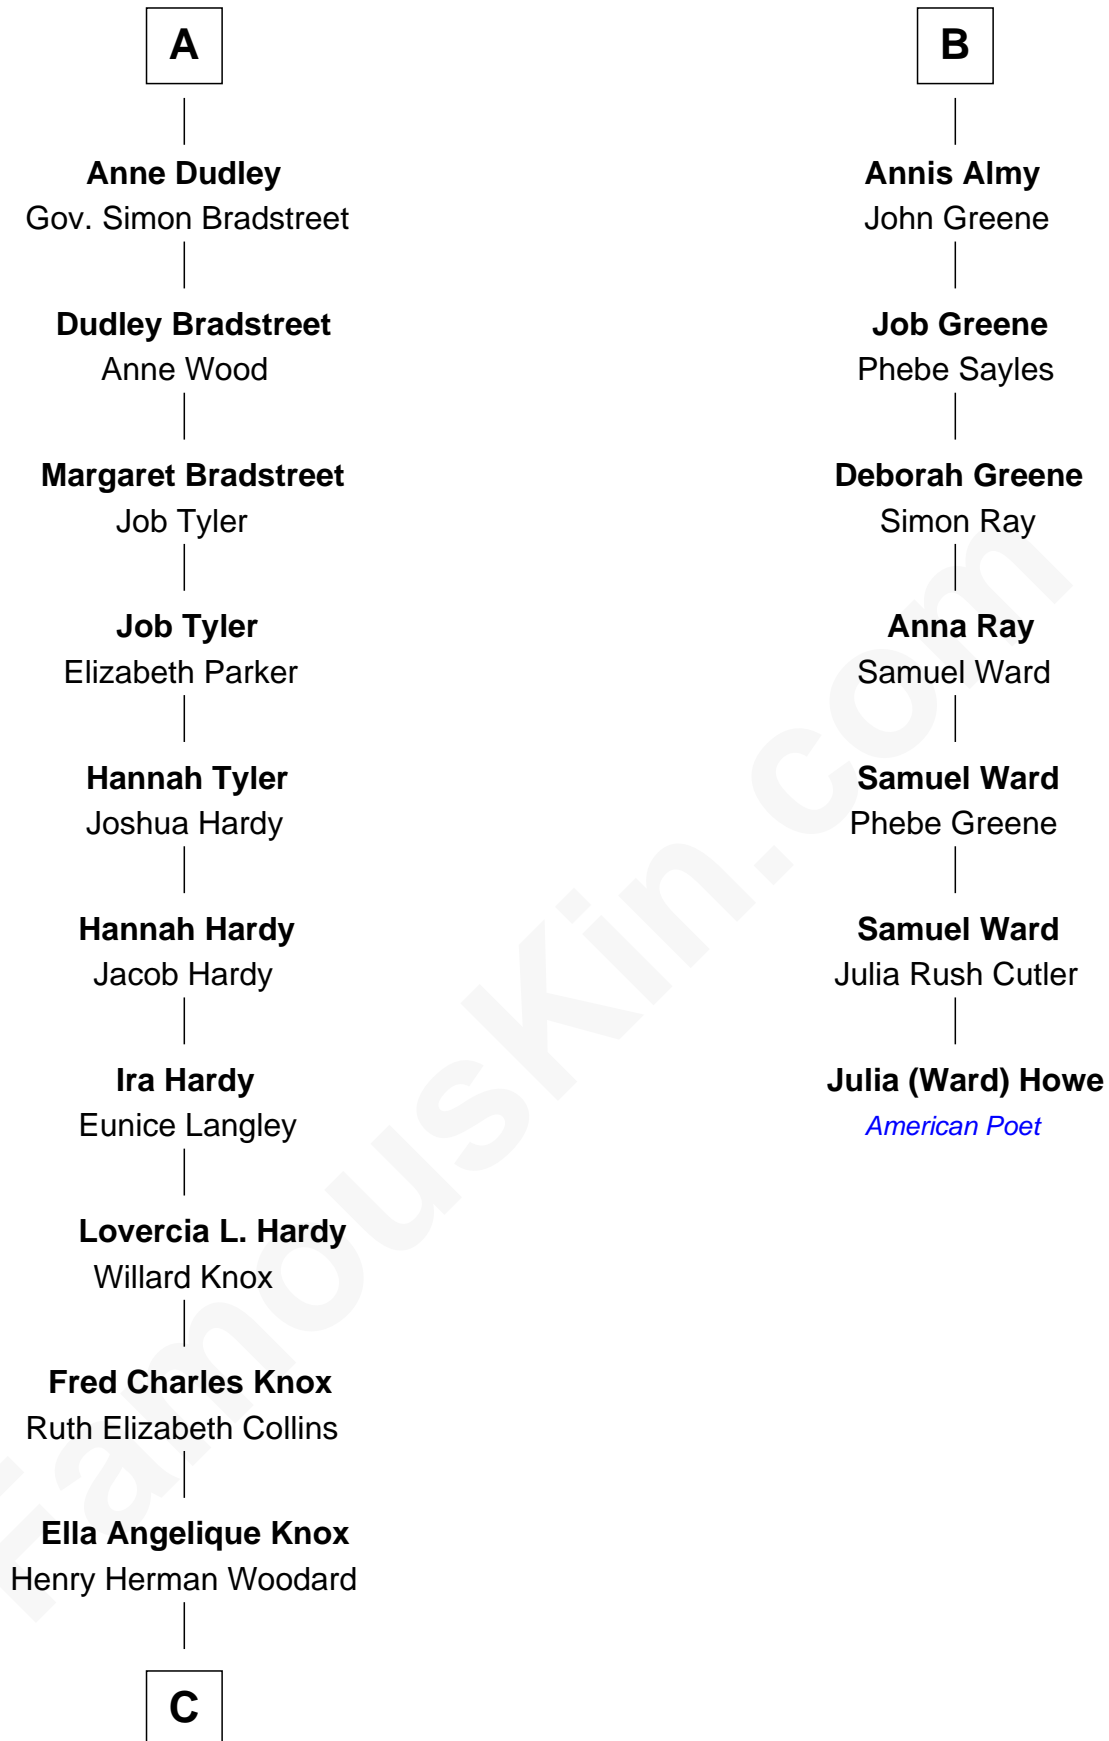 A
Anne Dudley
Gov. Simon Bradstreet
Dudley Bradstreet
Anne Wood
Margaret Bradstreet
Job Tyler
Job Tyler
Elizabeth Parker
Hannah Tyler
Joshua Hardy
Hannah Hardy
Jacob Hardy
Ira Hardy
Eunice Langley
Lovercia L. Hardy
Willard Knox
Fred Charles Knox
Ruth Elizabeth Collins
Ella Angelique Knox
Henry Herman Woodard
C
B
Annis Almy
John Greene
Job Greene
Phebe Sayles
Deborah Greene
Simon Ray
Anna Ray
Samuel Ward
Samuel Ward
Phebe Greene
Samuel Ward
Julia Rush Cutler
Julia (Ward) Howe
American Poet
FamousKin.com